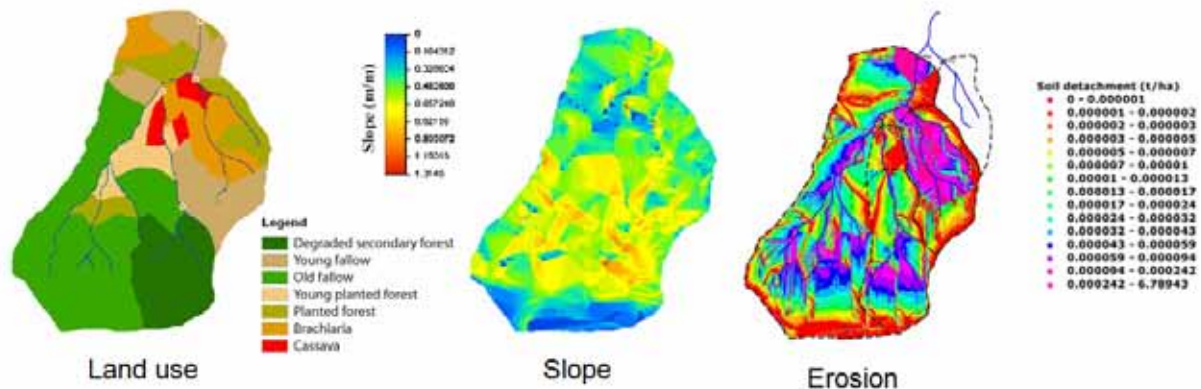 Legend
Degraded secondary forest
Young fallow
Old fallow
Young planted forest
Planted forest
Brachiaria
Cassava
Land use
Slope (m/m)
0
1.3146
Slope
Soil detachment (t/ha)
0 - 0.000001
0.000001 - 0.000002
0.000002 - 0.000003
0.000003 - 0.000005
0.000005 - 0.000007
0.000007 - 0.00001
0.00001 - 0.000013
0.000013 - 0.000017
0.000017 - 0.000024
0.000024 - 0.000032
0.000032 - 0.000043
0.000043 - 0.000059
0.000059 - 0.000094
0.000094 - 0.000242
0.000242 - 6.78943
Erosion